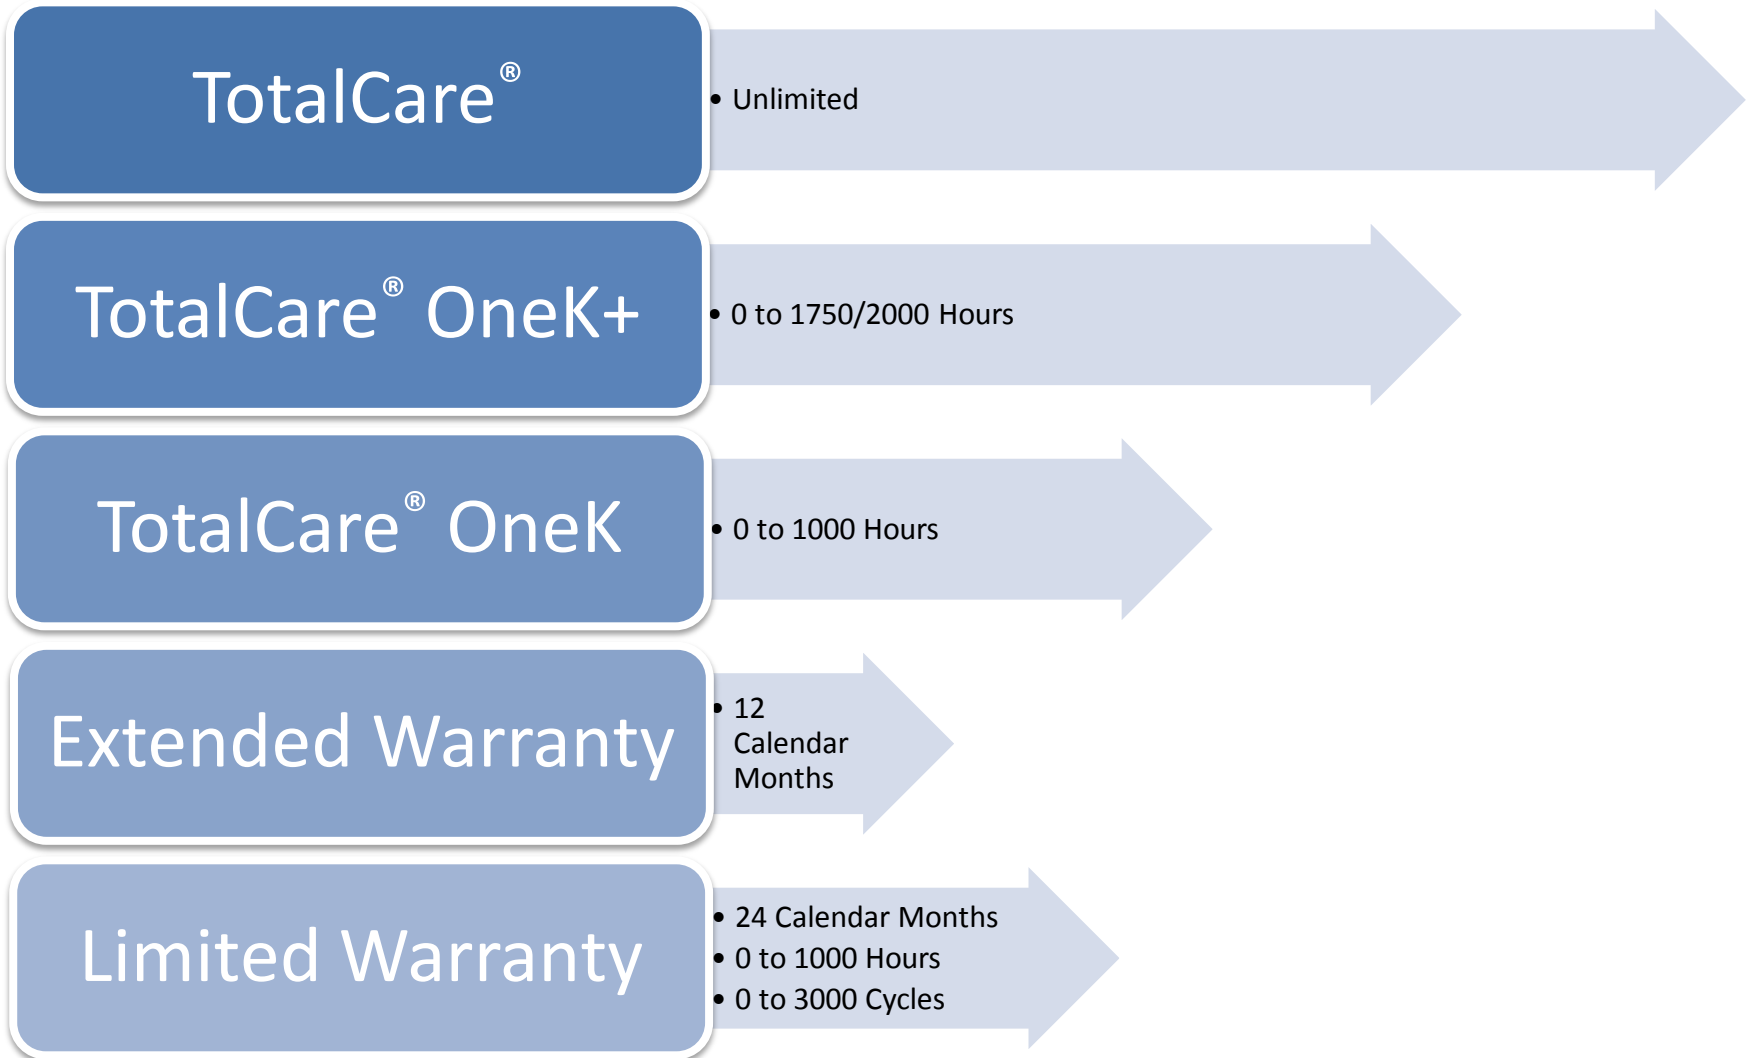 TotalCare®
• Unlimited
TotalCare® OneK+
• 0 to 1750/2000 Hours
TotalCare® OneK
• 0 to 1000 Hours
Extended Warranty
• 12
Calendar
Months
Limited Warranty
• 24 Calendar Months
• 0 to 1000 Hours
• 0 to 3000 Cycles